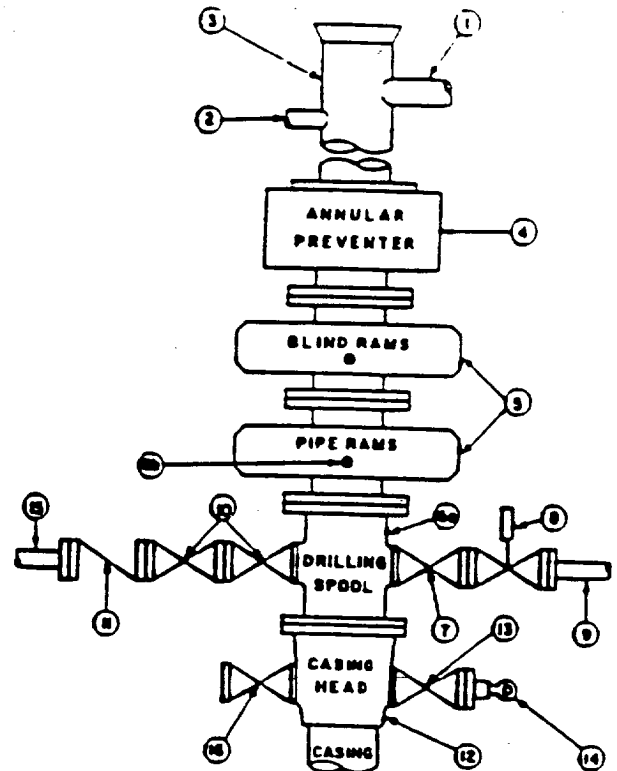 3
1
2
ANNULAR
PREVENTER
4
BLIND RAMS
5
PIPE RAMS
15
10
6a
8
DRILLING
SPOOL
11
7
9
13
CASING
HEAD
16
12
14
CASING